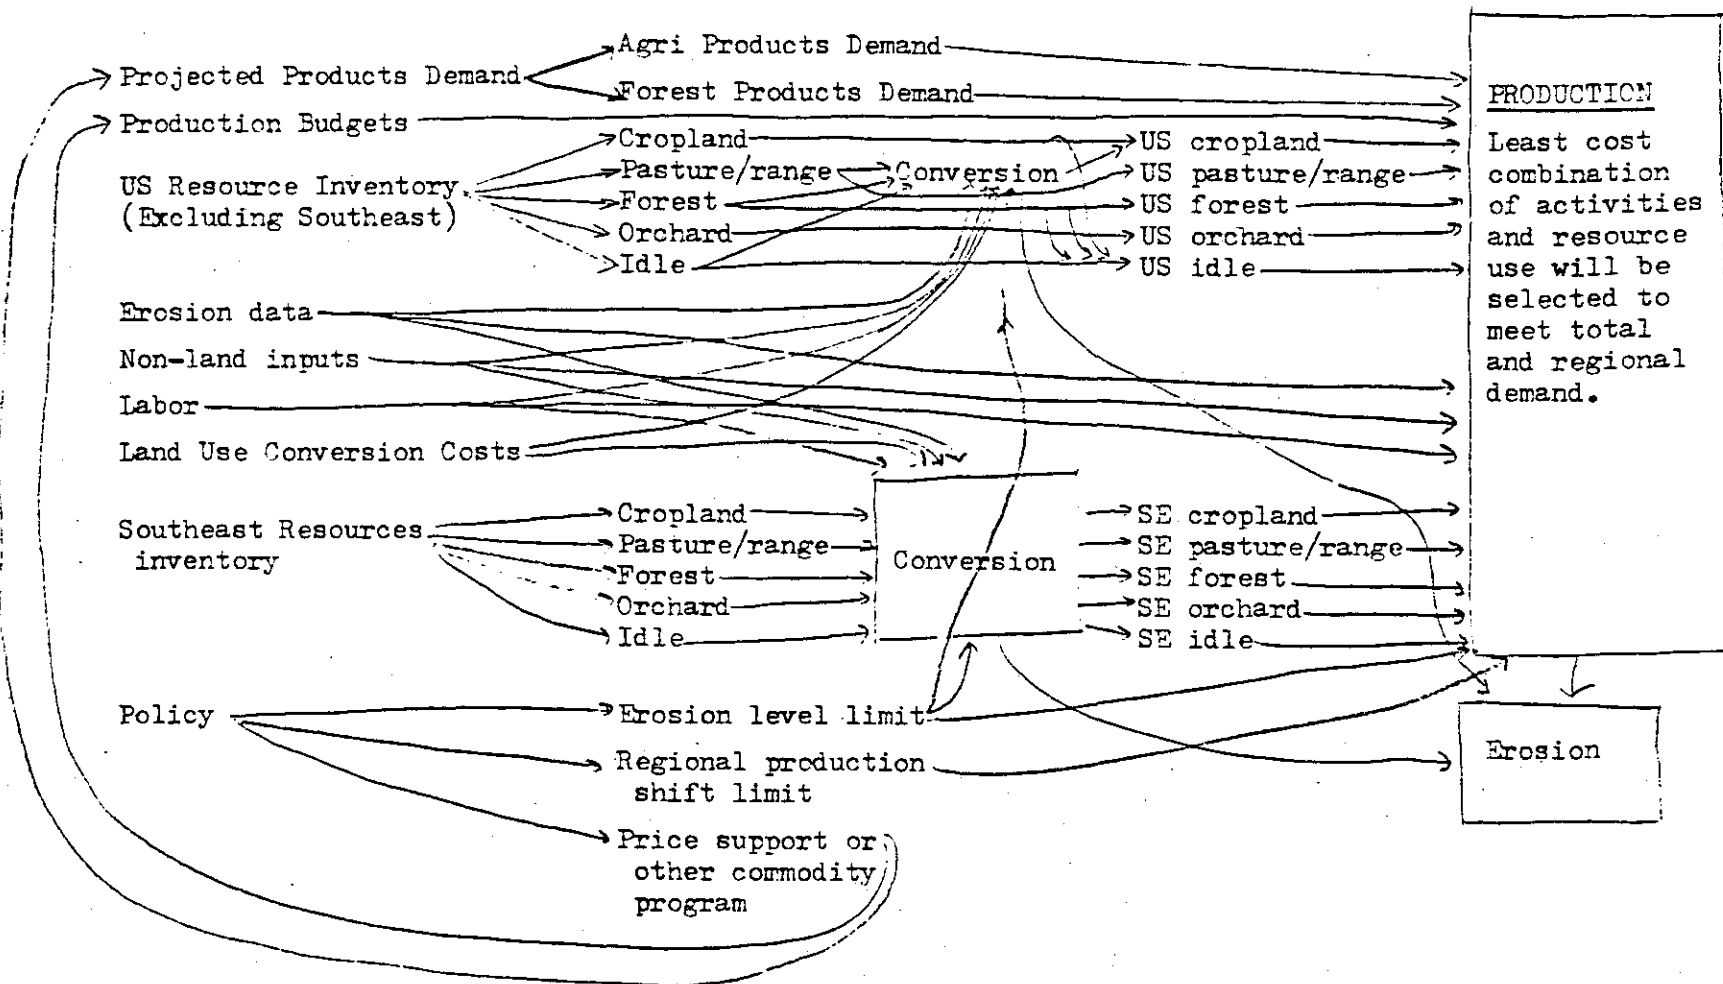 Agri Products Demand
Projected Products Demand
Forest Products Demand
PRODUCTION
Production Budgets
Cropland
US cropland
Least cost
Pasture/range
Conversion
US pasture/range
combination
US Resource Inventory
Forest
US forest
of activities
(Excluding Southeast)
Orchard
US orchard
and resource
Idle
US idle
use will be
selected to
Erosion data
meet total
Non-land inputs
and regional
Labor
demand.
Land Use Conversion Costs
Cropland
SE cropland
Southeast Resources
inventory
Pasture/range
Conversion
SE pasture/range
Forest
SE forest
Orchard
SE orchard
Idle
SE idle
Policy
Erosion level limit
Erosion
Regional production
shift limit
Price support or
other commodity
program